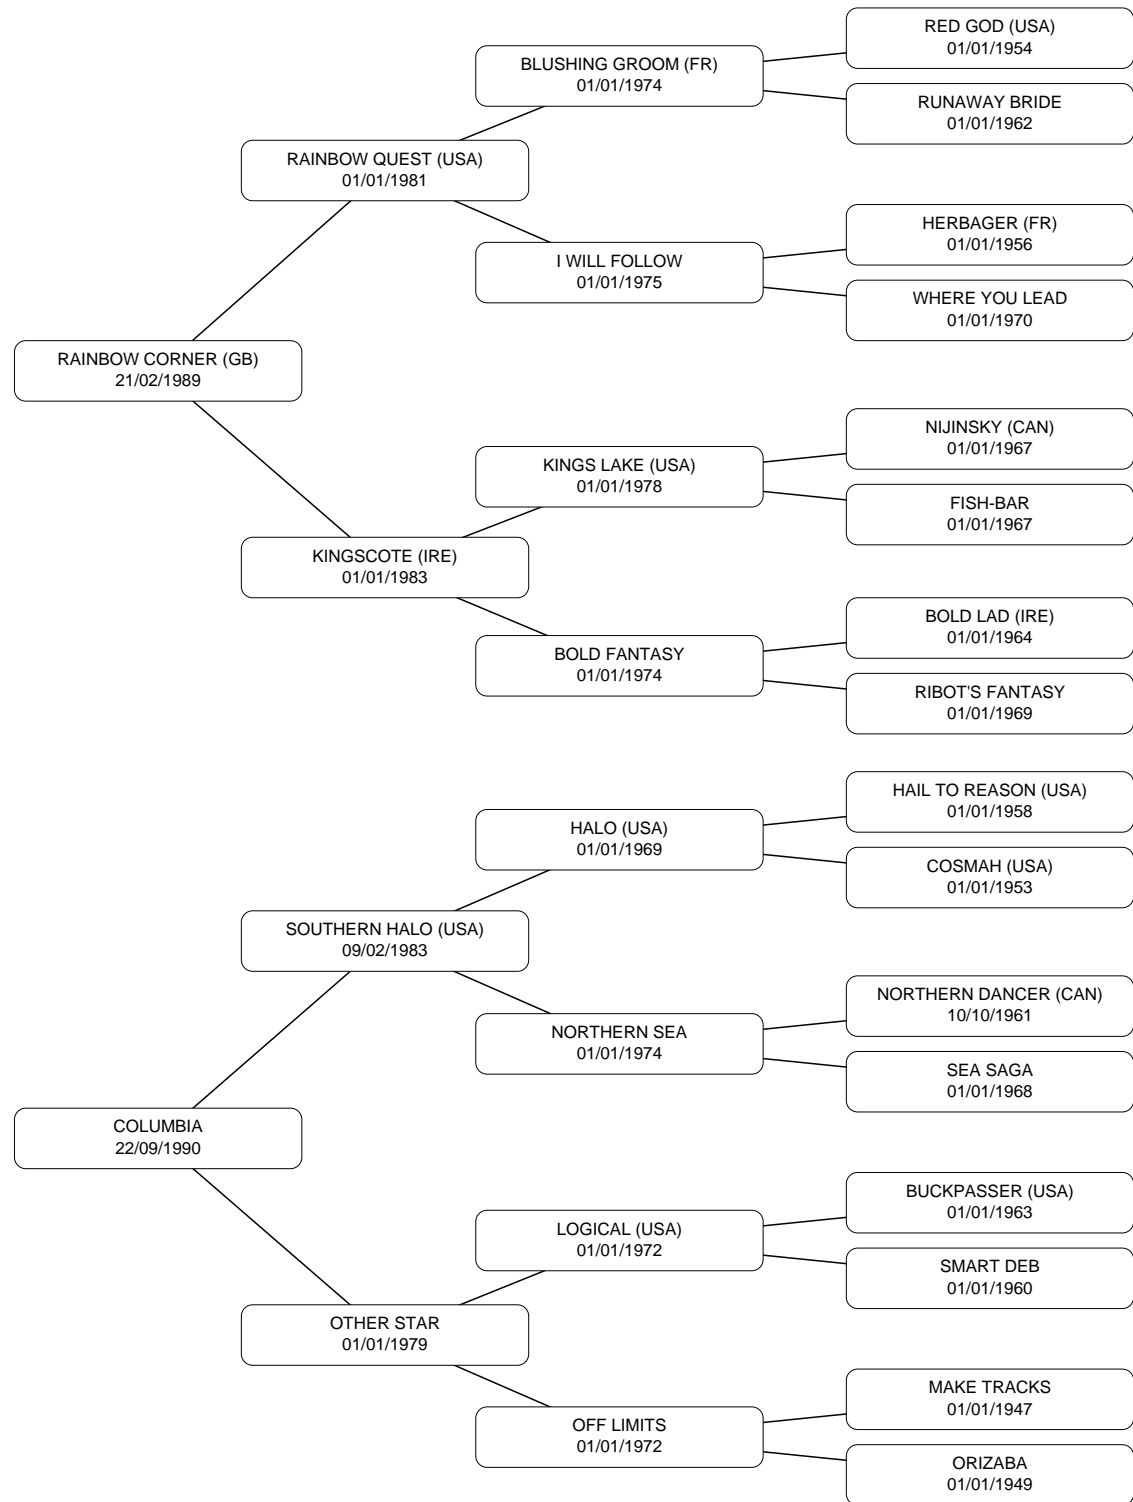 RED GOD (USA)
01/01/1954
BLUSHING GROOM (FR)
01/01/1974
RUNAWAY BRIDE
01/01/1962
RAINBOW QUEST (USA)
01/01/1981
HERBAGER (FR)
01/01/1956
I WILL FOLLOW
01/01/1975
WHERE YOU LEAD
01/01/1970
RAINBOW CORNER (GB)
21/02/1989
NIJINSKY (CAN)
01/01/1967
KINGS LAKE (USA)
01/01/1978
FISH-BAR
01/01/1967
KINGSCOTE (IRE)
01/01/1983
BOLD LAD (IRE)
01/01/1964
BOLD FANTASY
01/01/1974
RIBOT'S FANTASY
01/01/1969
HAIL TO REASON (USA)
01/01/1958
HALO (USA)
01/01/1969
COSMAH (USA)
01/01/1953
SOUTHERN HALO (USA)
09/02/1983
NORTHERN DANCER (CAN)
10/10/1961
NORTHERN SEA
01/01/1974
SEA SAGA
01/01/1968
COLUMBIA
22/09/1990
BUCKPASSER (USA)
01/01/1963
LOGICAL (USA)
01/01/1972
SMART DEB
01/01/1960
OTHER STAR
01/01/1979
MAKE TRACKS
01/01/1947
OFF LIMITS
01/01/1972
ORIZABA
01/01/1949